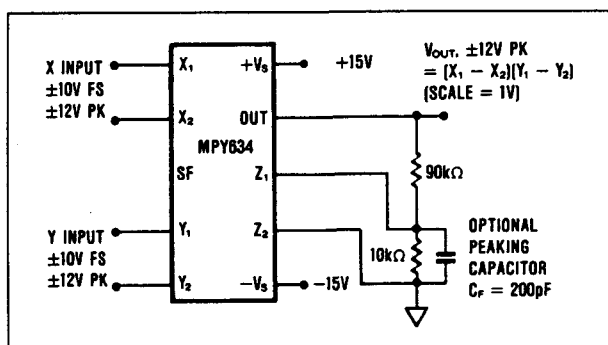 X INPUT
±10V FS
±12V PK
Y INPUT
±10V FS
±12V PK
X₁
X₂
SF
Y₁
Y₂
MPY634
+Vs
OUT
Z₁
Z₂
−Vs
+15V
-15V
VOUT, ±12V PK
= (X₁ − X₂)(Y₁ − Y₂)
(SCALE = 1V)
90kΩ
10kΩ
OPTIONAL
PEAKING
CAPACITOR
CF = 200pF